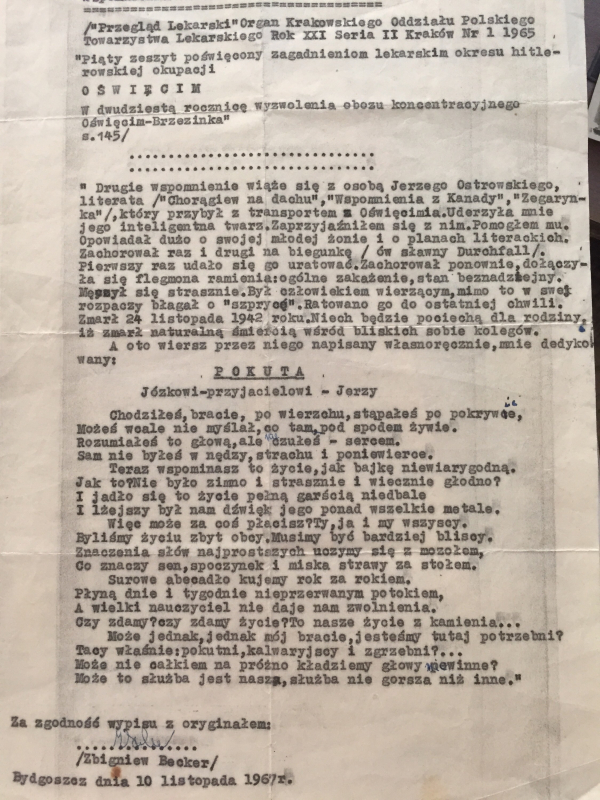 /"Przegląd Lekarski"Organ Krakowskiego Oddziału Polskiego
Towarzystwa Lekarskiego Rok XXI Seria II Kraków Nr 1 1965
"Piąty zeszyt poświęcony zagadnieniom lekarskim okresu hitle-
rowskiej okupacji
O Ś W I Ę C I M
W dwudziestą rocznicę wyzwolenia obozu koncentracyjnego
Oświęcim-Brzezinka"
s.145/
" Drugie wspomnienie wiąże się z osobą Jerzego Ostrowskiego,
literata /"Chorągiew na dachu","Wspomnienia z Kanady","Zegaryn-
ka"/,który przybył z transportem z Oświęcimia.Uderzyła mnie
jego inteligentna twarz.Zaprzyjaźniłem się z nim.Pomogłem mu.
Opowiadał dużo o swojej młodej żonie i o planach literackich.
Zachorował raz i drugi na biegunkę / ów sławny Durchfall/.
Pierwszy raz udało się go uratować.Zachorował ponownie,dołączy-
ła się flegmona ramienia:ogólne zakażenie,stan beznadziejny.
Męczył się strasznie.Był człowiekiem wierzącym,mimo to w swej
rozpaczy błagał o "szprycę".Ratowano go do ostatniej chwili.
Zmarł 24 listopada 1942 roku.Niech będzie pociechą dla rodziny,
iż zmarł naturalną śmiercią wśród bliskich sobie kolegów.
A oto wiersz przez niego napisany własnoręcznie,mnie dedyko
wany:
P O K U T A
Józkowi-przyjacielowi - Jerzy
Chodziłeś,bracie, po wierzchu,stąpałeś po pokrywie,
Możeś wcale nie myślał,co tam,pod spodem żywie.
Rozumiałeś to głową,ale czułeś - sercem.
Sam nie byłeś w nędzy,strachu i poniewierce.
Teraz wspominasz to życie,jak bajkę niewiarygodną.
Jak to?Nie było zimno i strasznie i wiecznie głodno?
I jadło się to życie pełną garścią niedbale
I lżejszy był nam dźwięk jego ponad wszelkie metale.
Więc może za coś płacisz?Ty,ja i my wszyscy.
Byliśmy życiu zbyt obcy.Musimy być bardziej bliscy.
Znaczenia słów najprostszych uczymy się z mozołem,
Co znaczy sen,spoczynek i miska strawy za stołem.
Surowe abecadło kujemy rok za rokiem.
Płyną dnie i tygodnie nieprzerwanym potokiem,
A wielki nauczyciel nie daje nam zwolnienia.
Czy zdamy?czy zdamy życie?To nasze życie z kamienia...
Może jednak,jednak mój bracie,jesteśmy tutaj potrzebni?
Tacy właśnie:pokutni,kalwaryjscy i zgrzebni?...
Może nie całkiem na próżno kładziemy głowy niewinne?
Może to służba jest nasza,służba nie gorsza niż inne."
Za zgodność wypisu z oryginałem:
/Zbigniew Becker/
Bydgoszcz dnia 10 listopada 1967r.